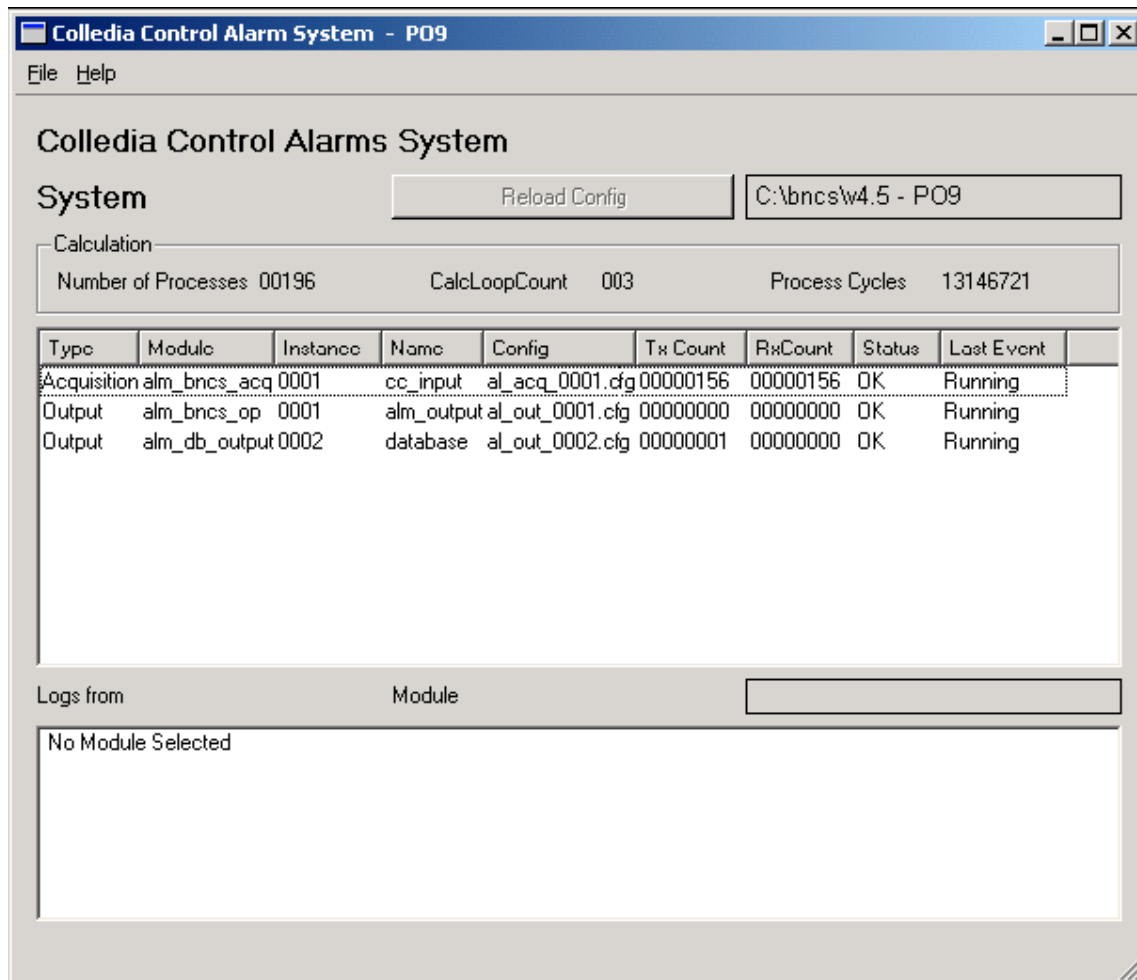 Colledia Control Alarm System - PO9
File Help
Colledia Control Alarms System
System Reload Config C:\bncs\v4.5 - PO9
Calculation
Number of Processes 00196 CalcLoopCount 003 Process Cycles 13146721
Type Module Instance Name Config Tx Count RxCount Status Last Event
Acquisition alm_bncs_acq 0001 cc_input al_acq_0001.cfg 00000156 00000156 OK Running
Output alm_bncs_op 0001 alm_output al_out_0001.cfg 00000000 00000000 OK Running
Output alm_db_output 0002 database al_out_0002.cfg 00000001 00000000 OK Running
Logs from Module
No Module Selected